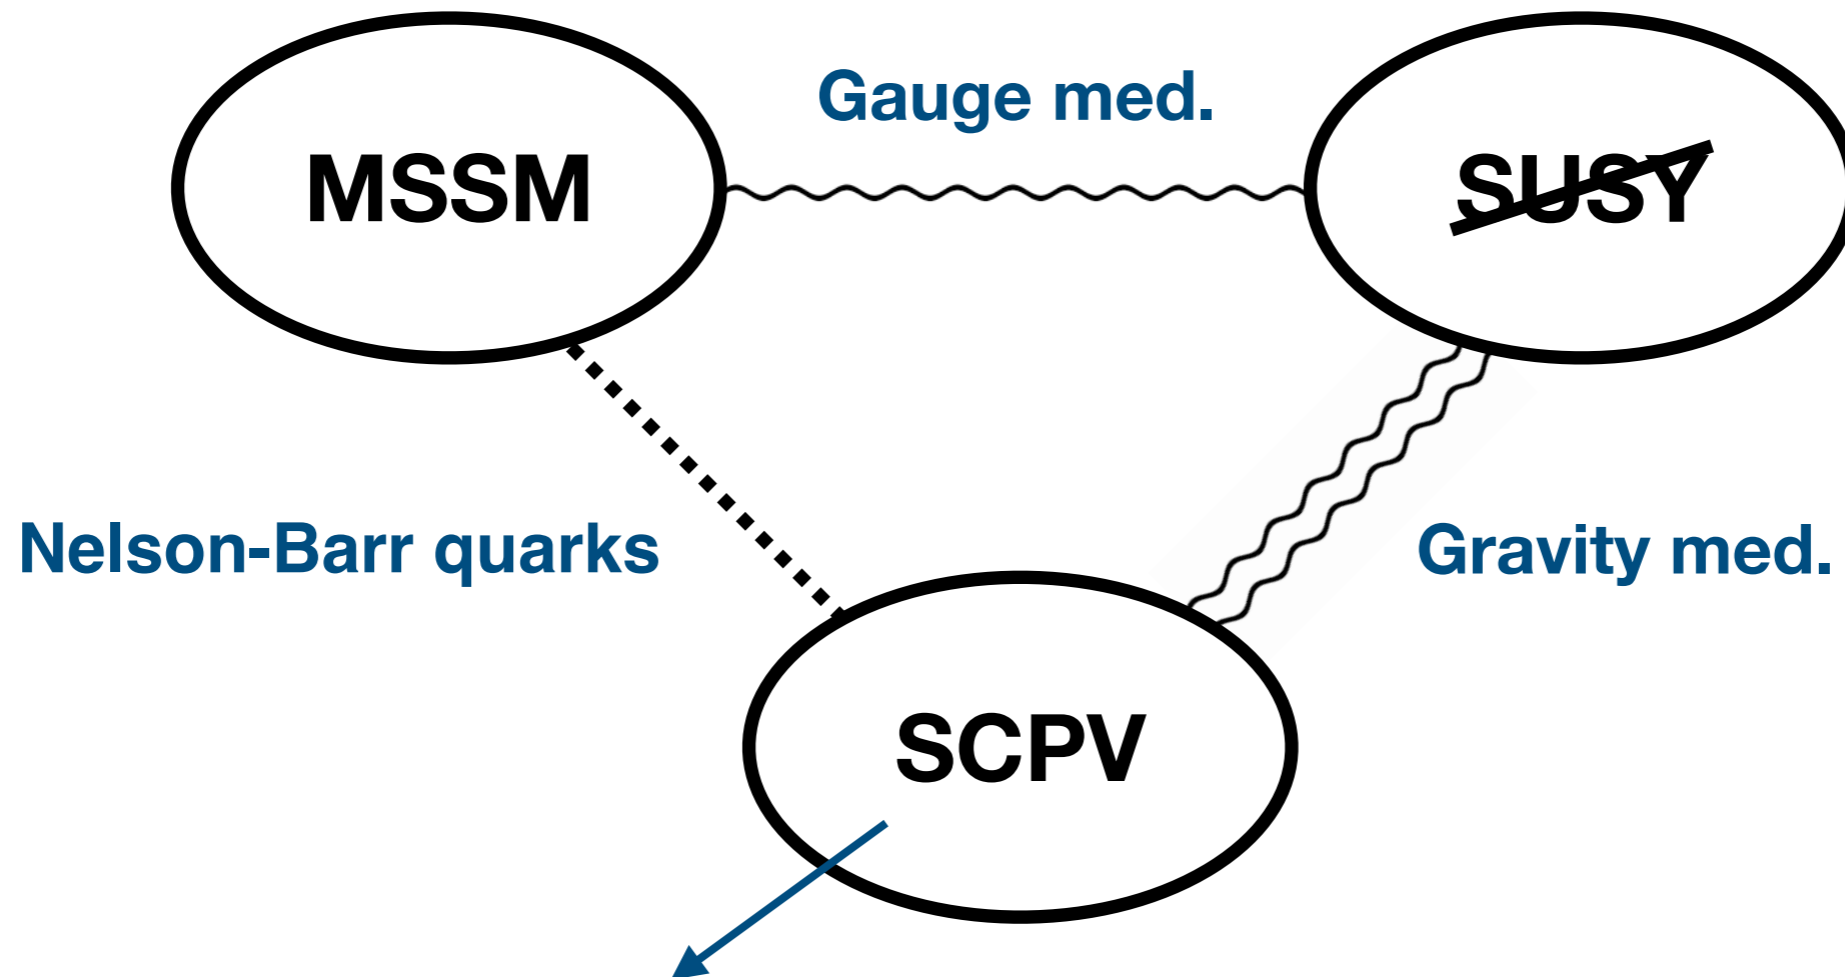 Gauge med.
MSSM
SUSY
Nelson-Barr quarks
Gravity med.
SCPV